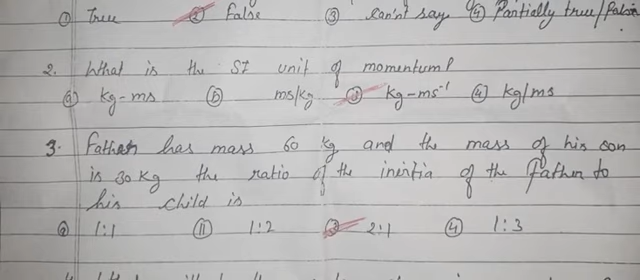 ① True ② False ③ can't say ④ Partially true/false
2. What is the SI unit of momentum?
① kg-ms ② ms/kg ③ kg-ms⁻¹ ④ kg/ms
3. Father has mass 60 kg and the mass of his son
is 30 kg the ratio of the inertia of the father to
his child is
① 1:1 ⑪ 1:2 ③ 2:1 ④ 1:3